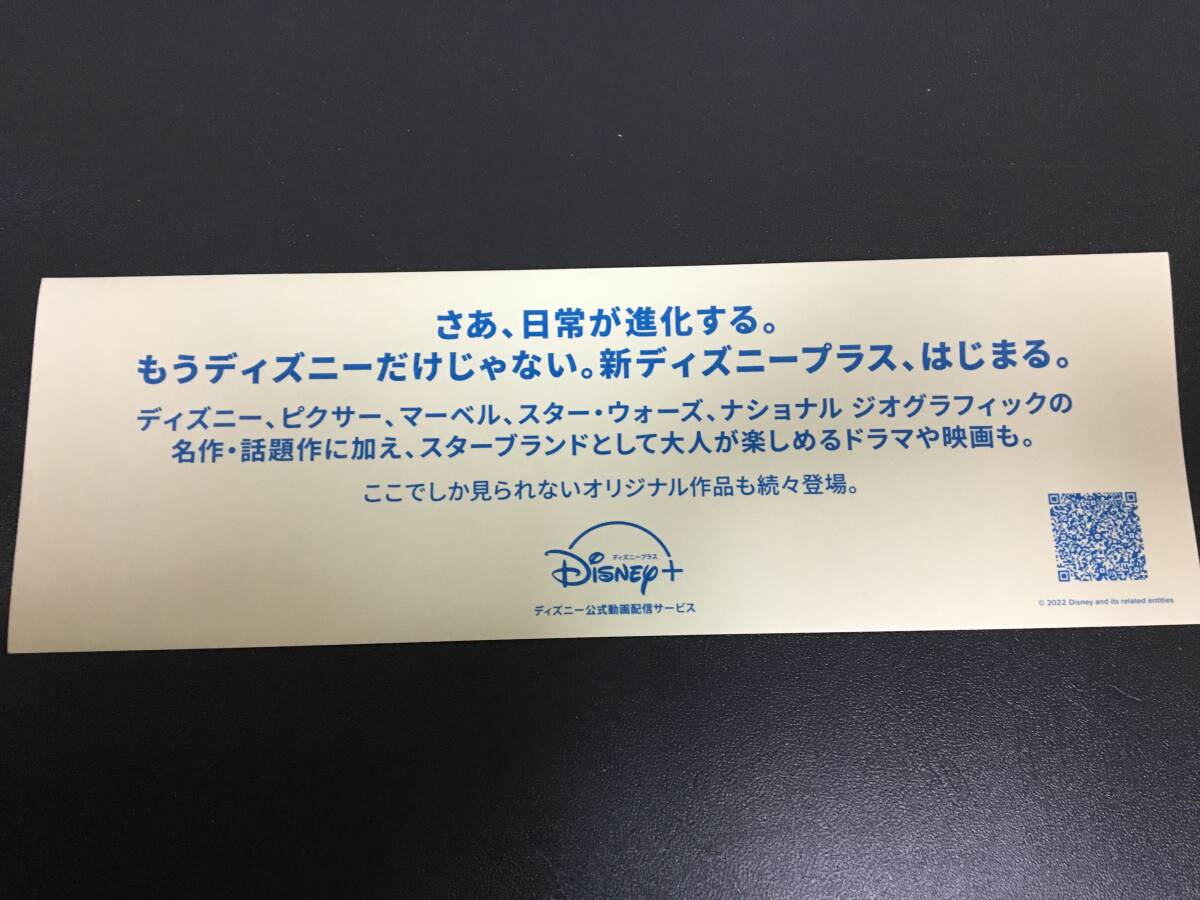 さあ、日常が進化する。
もうディズニーだけじゃない。新ディズニープラス、はじまる。
ディズニー、ピクサー、マーベル、スター・ウォーズ、ナショナル ジオグラフィックの
名作・話題作に加え、スターブランドとして大人が楽しめるドラマや映画も。
ここでしか見られないオリジナル作品も続々登場。
ディズニープラス
Disney+
ディズニー公式動画配信サービス
© 2022 Disney and its related entities